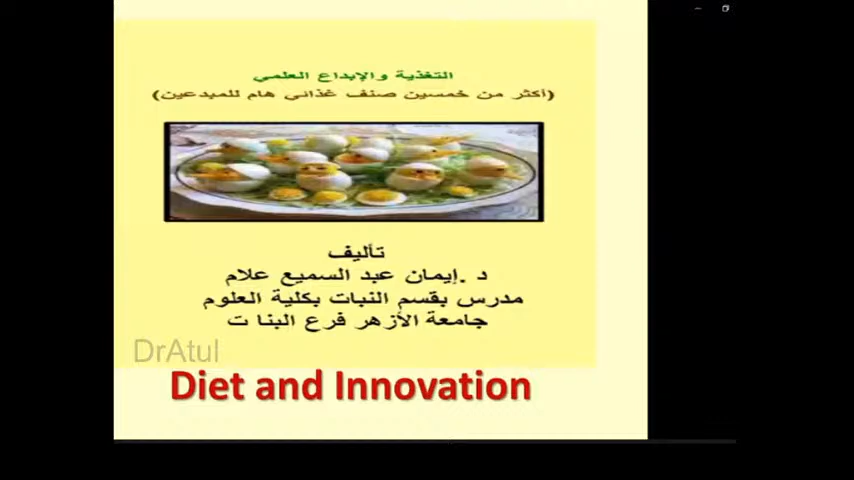 التغذية والإبداع العلمي
(أكثر من خمسين صنف غذائي هام للمبدعين)
تأليف
د .إيمان عبد السميع علام
مدرس بقسم النبات بكلية العلوم
جامعة الأزهر فرع البنا ت
DrAtul
Diet and Innovation